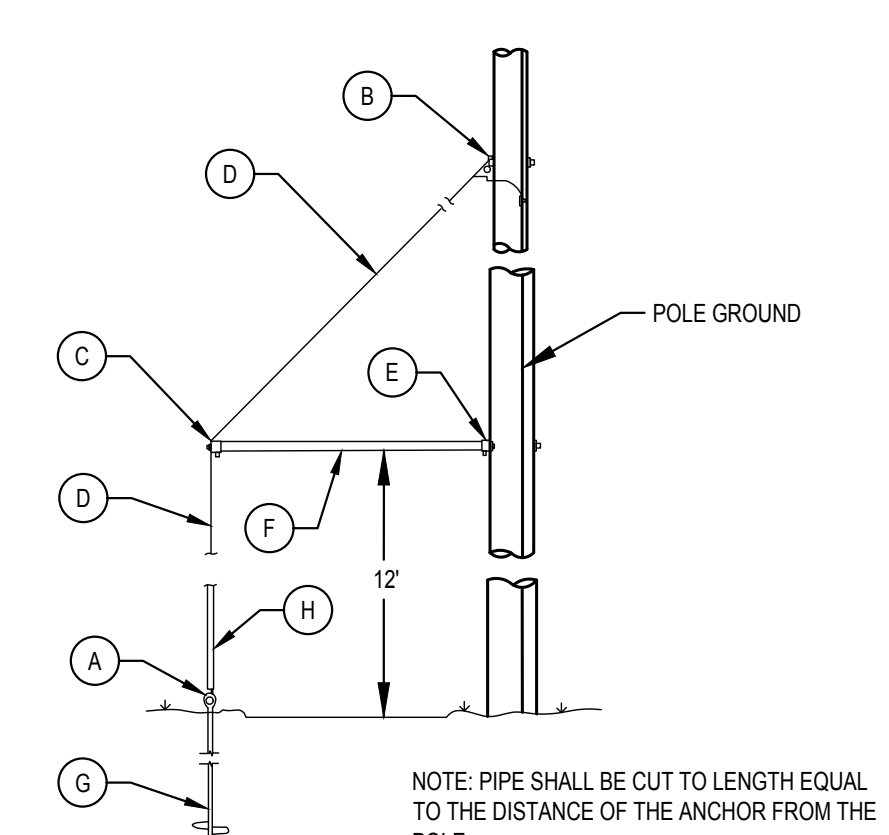 B
D
POLE GROUND
C
E
D
F
12'
H
A
G
NOTE: PIPE SHALL BE CUT TO LENGTH EQUAL
TO THE DISTANCE OF THE ANCHOR FROM THE